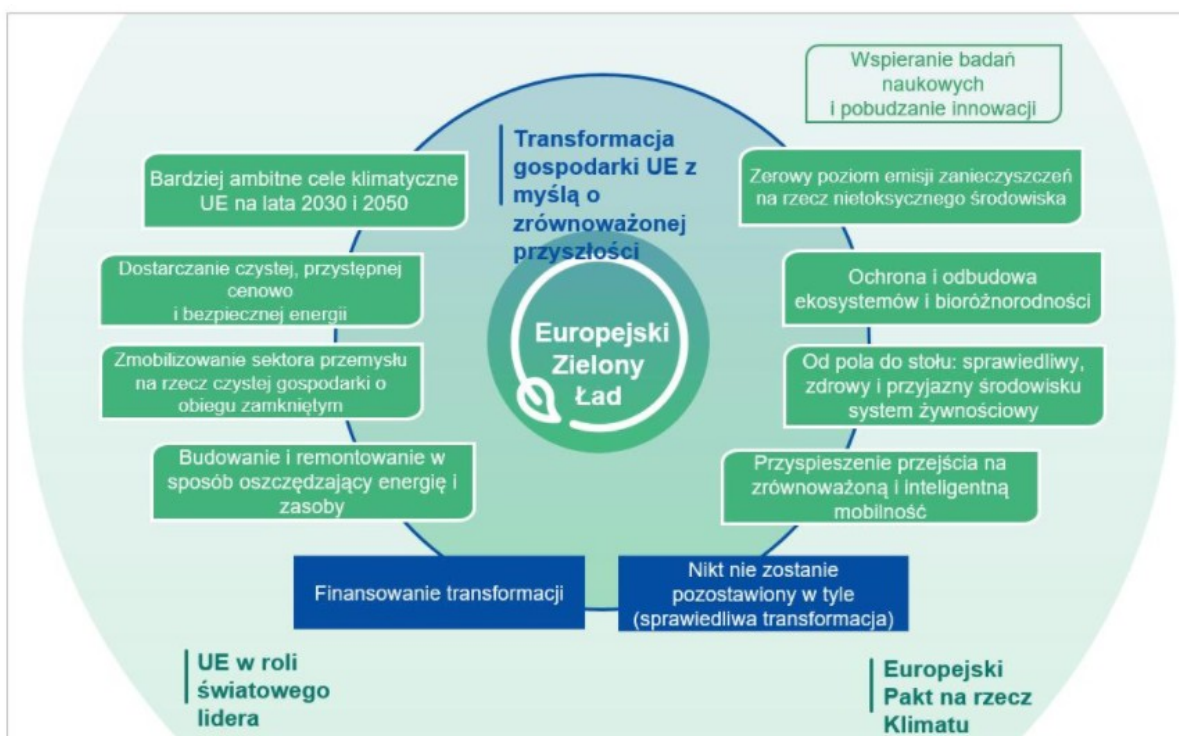 Wspieranie badań
naukowych
i pobudzanie innowacji
Transformacja
gospodarki UE z
myślą o
zrównoważonej
przyszłości
Bardziej ambitne cele klimatyczne
UE na lata 2030 i 2050
Zerowy poziom emisji zanieczyszczeń
na rzecz nietoksycznego środowiska
Dostarczanie czystej, przystępnej
cenowo
i bezpiecznej energii
Ochrona i odbudowa
ekosystemów i bioróżnorodności
Europejski
Zielony
Ład
Zmobilizowanie sektora przemysłu
na rzecz czystej gospodarki o
obiegu zamkniętym
Od pola do stołu: sprawiedliwy,
zdrowy i przyjazny środowisku
system żywnościowy
Budowanie i remontowanie w
sposób oszczędzający energię i
zasoby
Przyspieszenie przejścia na
zrównoważoną i inteligentną
mobilność
Finansowanie transformacji
Nikt nie zostanie
pozostawiony w tyle
(sprawiedliwa transformacja)
UE w roli
światowego
lidera
Europejski
Pakt na rzecz
Klimatu